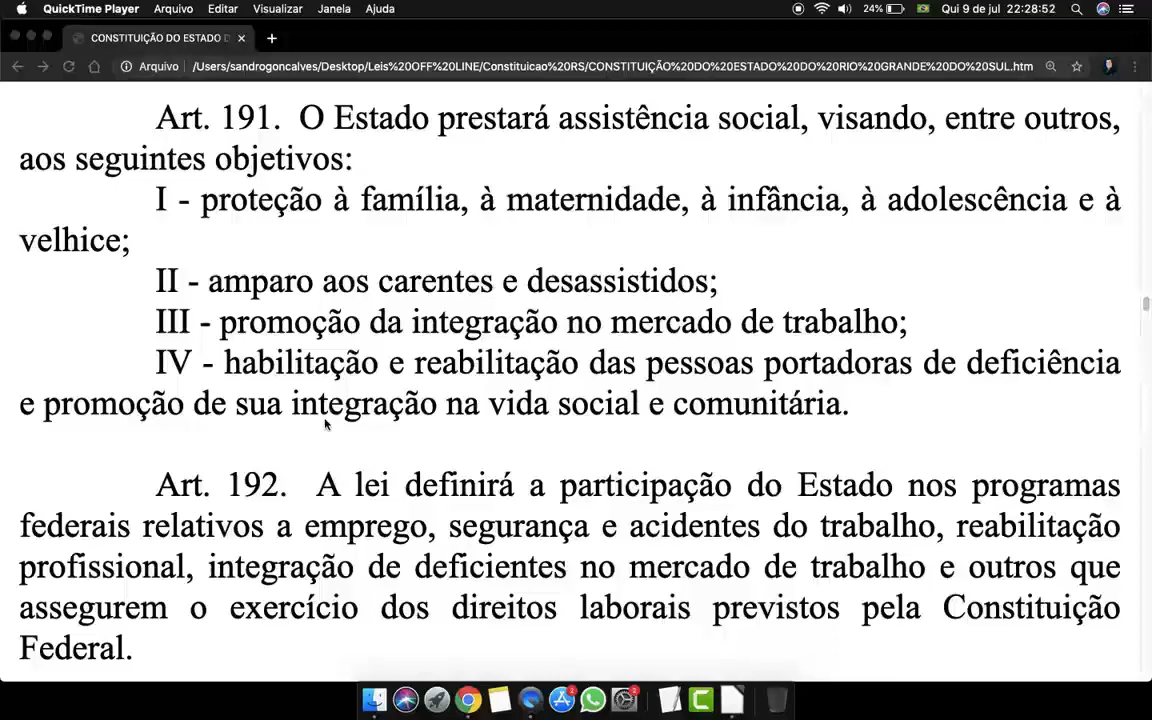 QuickTime Player Arquivo Editar Visualizar Janela Ajuda 24% Qui 9 de jul 22:28:52
CONSTITUIÇÃO DO ESTADO D
Arquivo /Users/sandrogoncalves/Desktop/Leis%20OFF%20LINE/Constituicao%20RS/CONSTITUIÇÃO%20DO%20ESTADO%20DO%20RIO%20GRANDE%20DO%20SUL.htm
Art. 191. O Estado prestará assistência social, visando, entre outros,
aos seguintes objetivos:
I - proteção à família, à maternidade, à infância, à adolescência e à
velhice;
II - amparo aos carentes e desassistidos;
III - promoção da integração no mercado de trabalho;
IV - habilitação e reabilitação das pessoas portadoras de deficiência
e promoção de sua integração na vida social e comunitária.
Art. 192. A lei definirá a participação do Estado nos programas
federais relativos a emprego, segurança e acidentes do trabalho, reabilitação
profissional, integração de deficientes no mercado de trabalho e outros que
assegurem o exercício dos direitos laborais previstos pela Constituição
Federal.